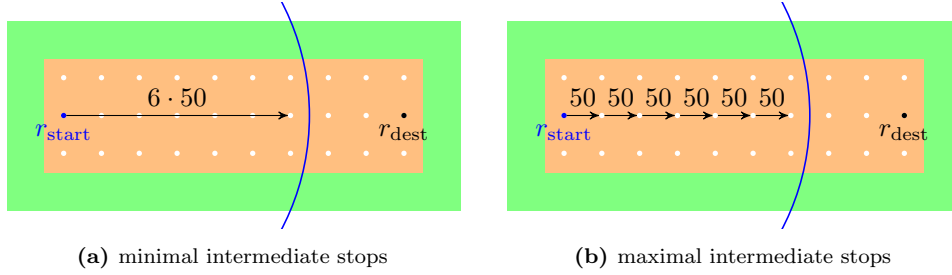 6 · 50
r_start
r_dest
50 50 50 50 50 50
r_start
r_dest
(a) minimal intermediate stops
(b) maximal intermediate stops